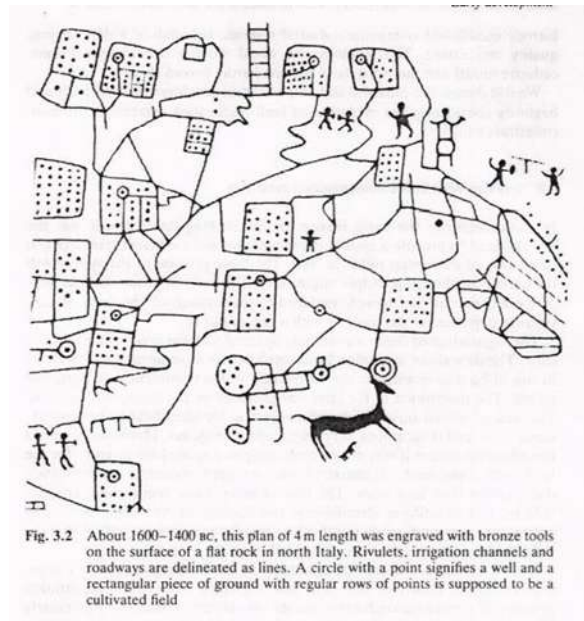 Fig. 3.2 About 1600–1400 BC, this plan of 4 m length was engraved with bronze tools
on the surface of a flat rock in north Italy. Rivulets, irrigation channels and
roadways are delineated as lines. A circle with a point signifies a well and a
rectangular piece of ground with regular rows of points is supposed to be a
cultivated field